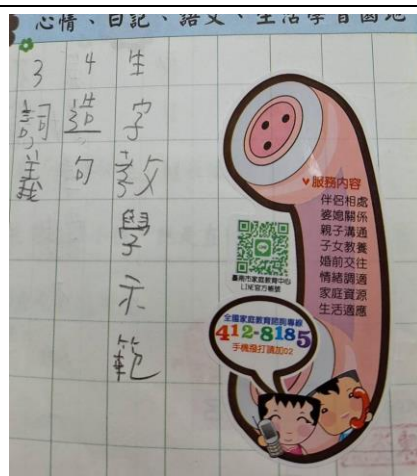 心情、日記、語文、生活學習園地
生字教學示範
4造句
3詞義
♥服務內容
伴侶相處
婆媳關係
親子溝通
子女教養
婚前交往
情緒調適
家庭資源
生活適應
臺南市家庭教育中心
LINE官方帳號
全國家庭教育諮詢專線
412-8185
手機撥打請加02